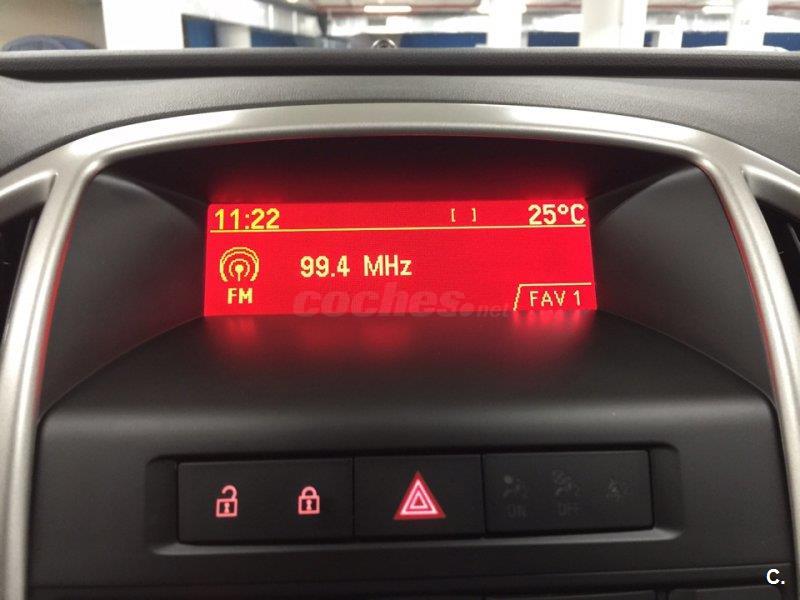 11:22 [ ] 25°C
99.4 MHz
FM
FAV 1
coches.net
ON OFF
C.